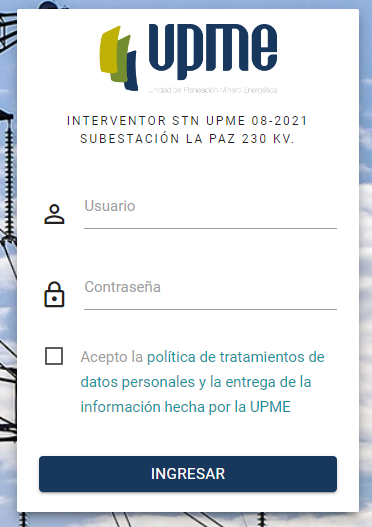 upme
Unidad de Planeación Minero Energética
INTERVENTOR STN UPME 08-2021
SUBESTACIÓN LA PAZ 230 KV.
Usuario
Contraseña
Acepto la política de tratamientos de
datos personales y la entrega de la
información hecha por la UPME
INGRESAR